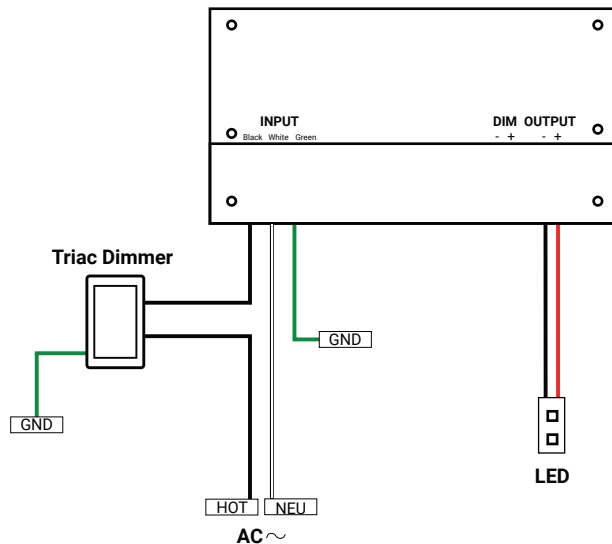 INPUT
DIM OUTPUT
Black White Green
- + - +
Triac Dimmer
GND
GND
HOT NEU
LED
AC ~